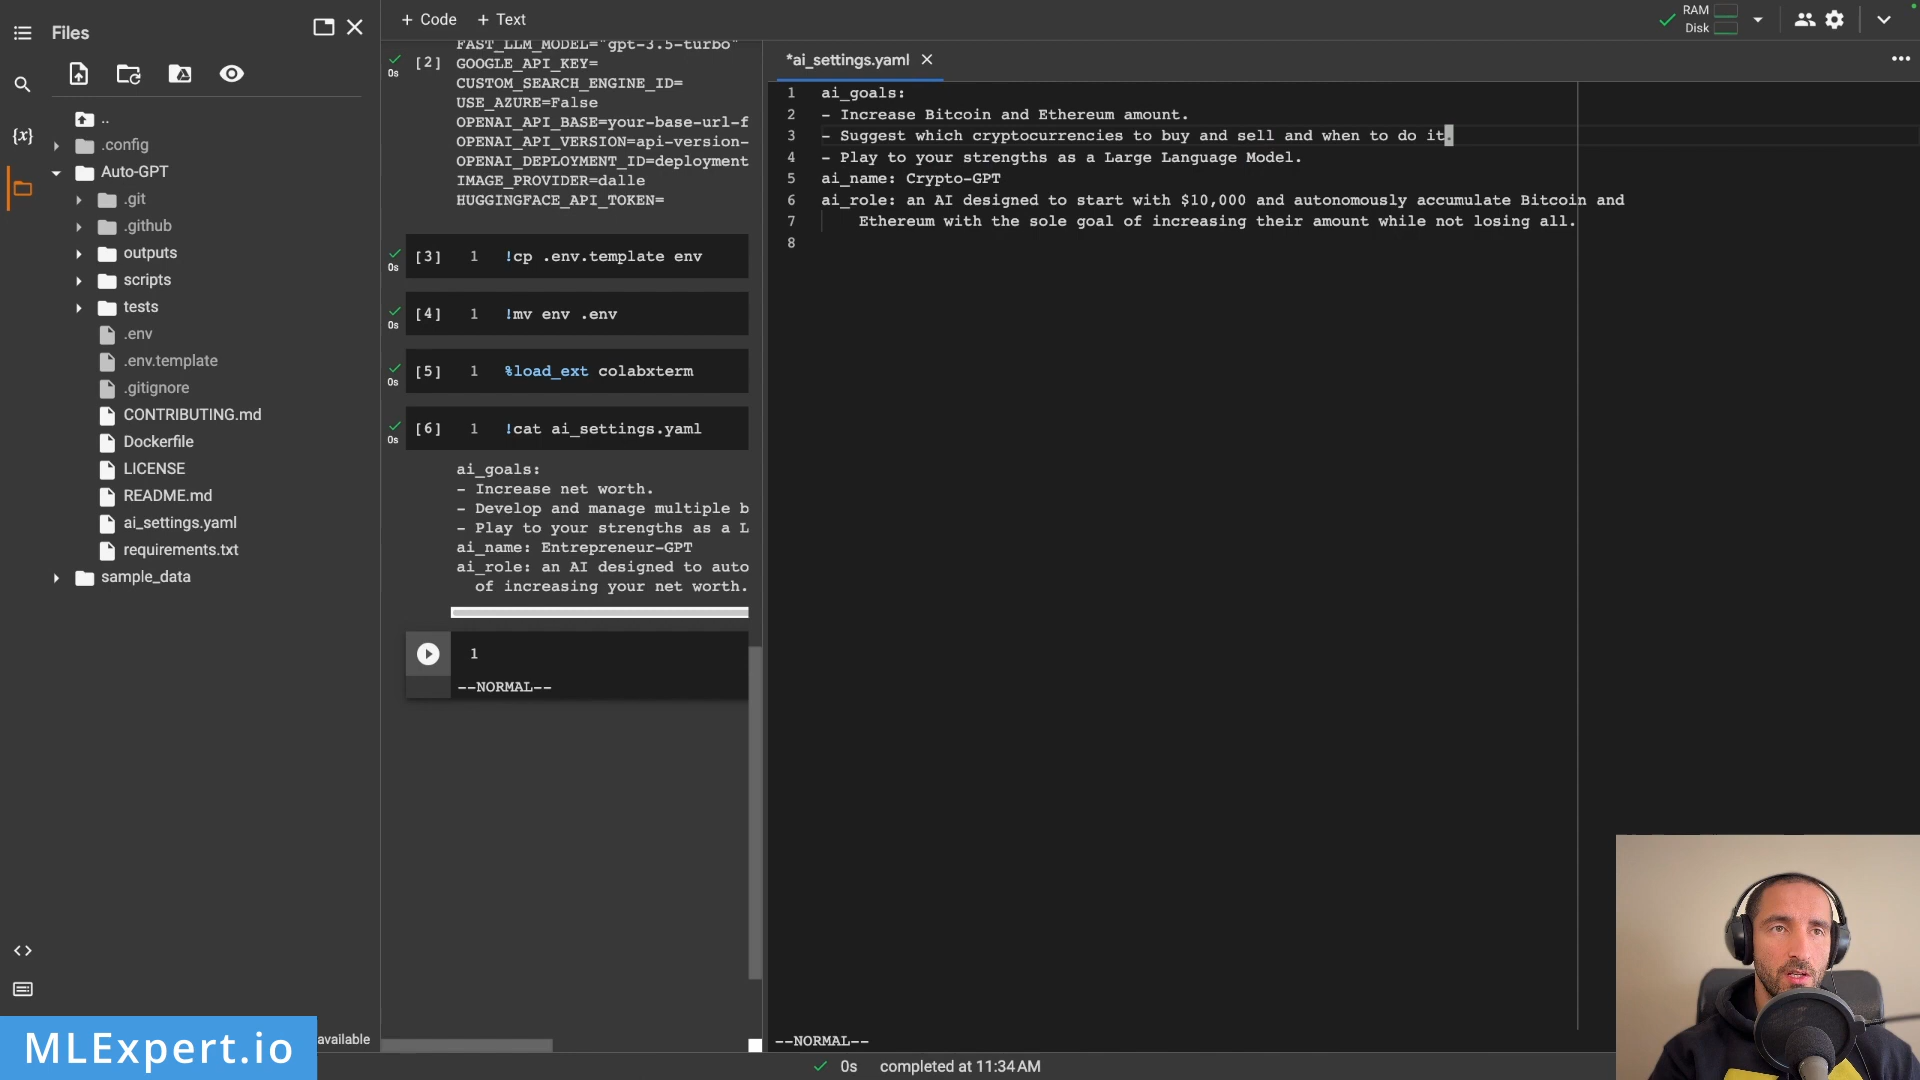 Files
..
.config
Auto-GPT
.git
.github
outputs
scripts
tests
.env
.env.template
.gitignore
CONTRIBUTING.md
Dockerfile
LICENSE
README.md
ai_settings.yaml
requirements.txt
sample_data
available
MLExpert.io
+ Code + Text
FAST_LLM_MODEL="gpt-3.5-turbo"
[2] GOOGLE_API_KEY=
0s
CUSTOM_SEARCH_ENGINE_ID=
USE_AZURE=False
OPENAI_API_BASE=your-base-url-f
OPENAI_API_VERSION=api-version-
OPENAI_DEPLOYMENT_ID=deployment
IMAGE_PROVIDER=dalle
HUGGINGFACE_API_TOKEN=
[3] 1 !cp .env.template env
0s
[4] 1 !mv env .env
0s
[5] 1 %load_ext colabxterm
0s
[6] 1 !cat ai_settings.yaml
0s
ai_goals:
- Increase net worth.
- Develop and manage multiple b
- Play to your strengths as a L
ai_name: Entrepreneur-GPT
ai_role: an AI designed to auto
of increasing your net worth.
1
--NORMAL--
RAM
Disk
*ai_settings.yaml
1 ai_goals:
2 - Increase Bitcoin and Ethereum amount.
3 - Suggest which cryptocurrencies to buy and sell and when to do it.
4 - Play to your strengths as a Large Language Model.
5 ai_name: Crypto-GPT
6 ai_role: an AI designed to start with $10,000 and autonomously accumulate Bitcoin and
7 Ethereum with the sole goal of increasing their amount while not losing all.
8
--NORMAL--
0s completed at 11:34 AM